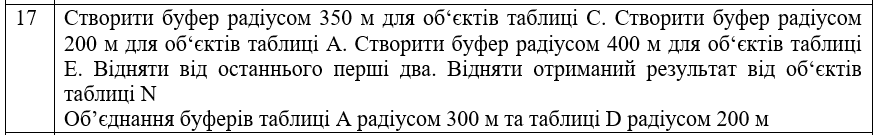 17
Створити буфер радіусом 350 м для об‘єктів таблиці С. Створити буфер радіусом
200 м для об‘єктів таблиці А. Створити буфер радіусом 400 м для об‘єктів таблиці
Е. Відняти від останнього перші два. Відняти отриманий результат від об‘єктів
таблиці N
Об’єднання буферів таблиці А радіусом 300 м та таблиці D радіусом 200 м